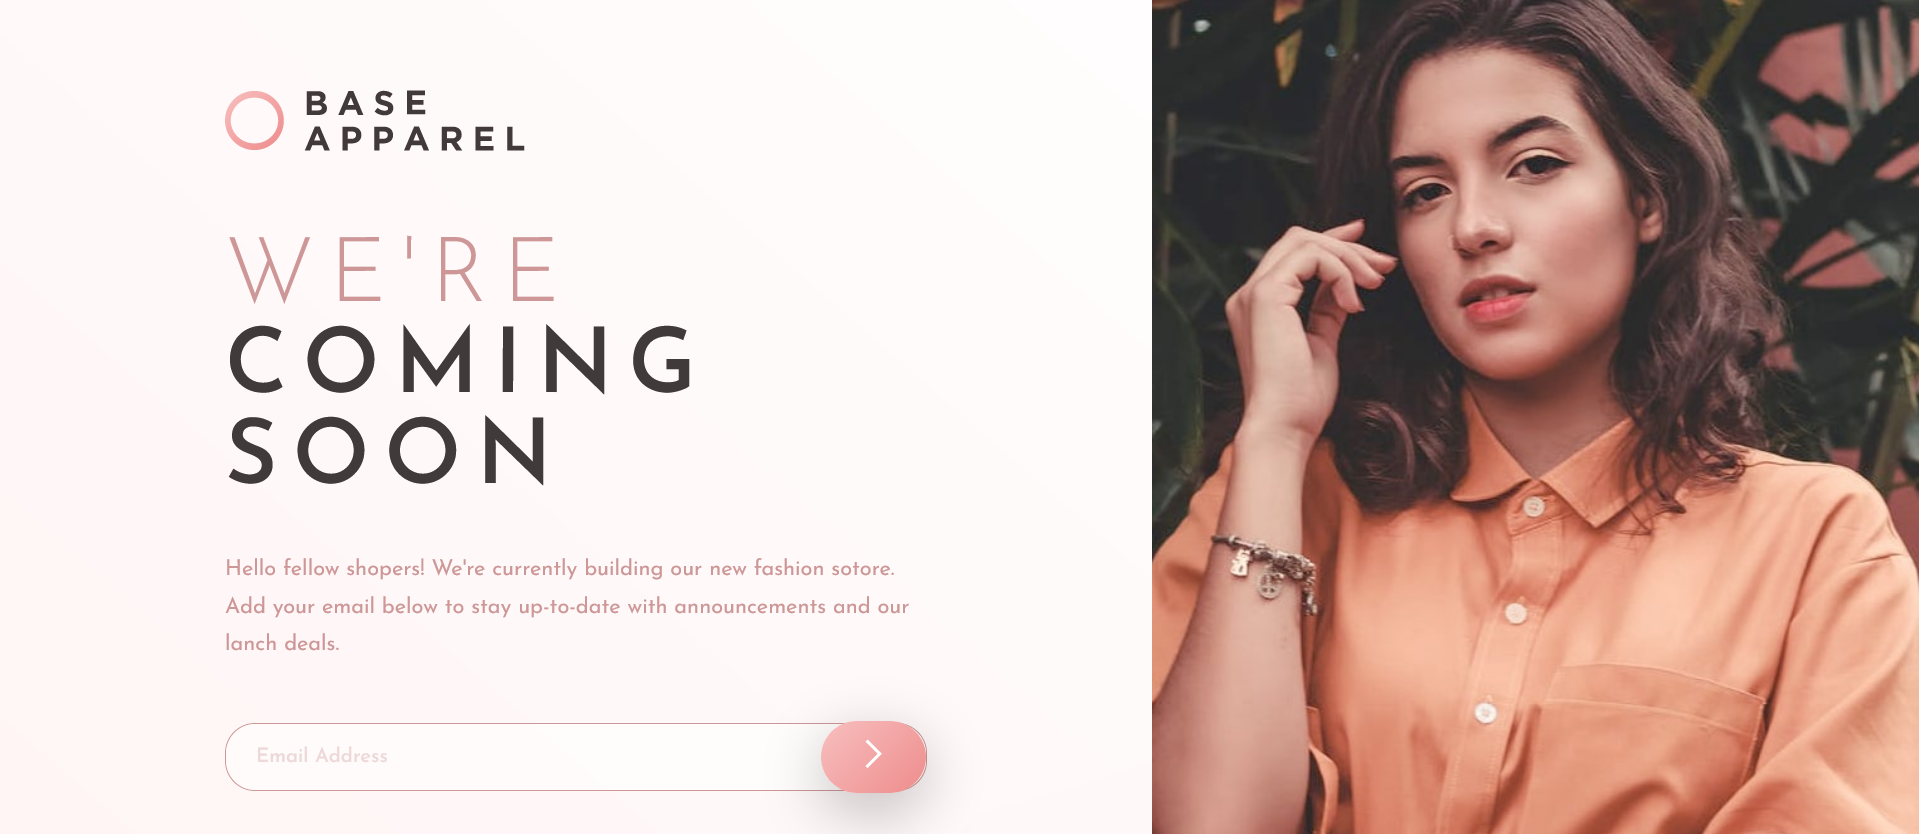 BASE
APPAREL
WE'RE
COMING
SOON
Hello fellow shopers! We're currently building our new fashion sotore.
Add your email below to stay up-to-date with announcements and our
lanch deals.
Email Address